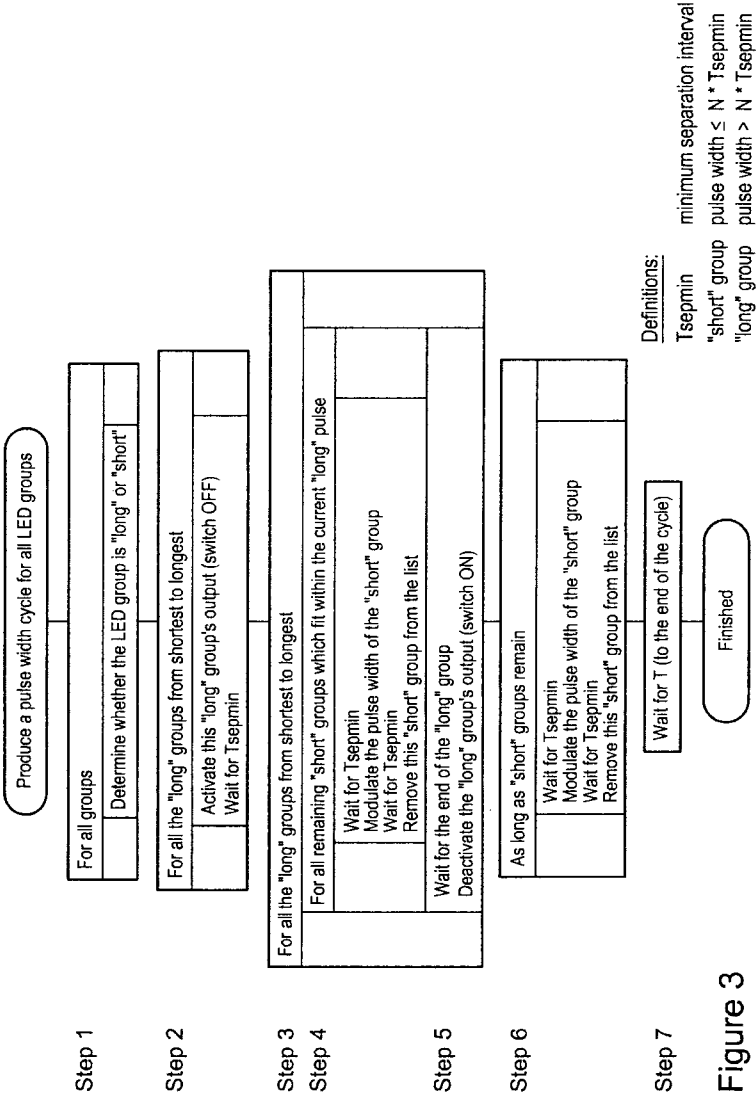 Produce a pulse width cycle for all LED groups
Step 1
For all groups
Determine whether the LED group is "long" or "short"
Step 2
For all the "long" groups from shortest to longest
Activate this "long" group's output (switch OFF)
Wait for Tsepmin
Step 3
For all the "long" groups from shortest to longest
Step 4
For all remaining "short" groups which fit within the current "long" pulse
Wait for Tsepmin
Modulate the pulse width of the "short" group
Wait for Tsepmin
Remove this "short" group from the list
Step 5
Wait for the end of the "long" group
Deactivate the "long" group's output (switch ON)
Step 6
As long as "short" groups remain
Wait for Tsepmin
Modulate the pulse width of the "short" group
Wait for Tsepmin
Remove this "short" group from the list
Step 7
Wait for T (to the end of the cycle)
Finished
Definitions:
Tsepmin minimum separation interval
"short" group pulse width ≤ N * Tsepmin
"long" group pulse width > N * Tsepmin
Figure 3